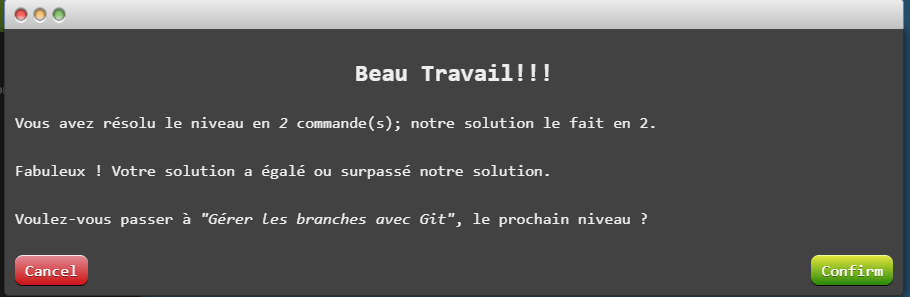 Beau Travail!!!
Vous avez résolu le niveau en 2 commande(s); notre solution le fait en 2.
Fabuleux ! Votre solution a égalé ou surpassé notre solution.
Voulez-vous passer à "Gérer les branches avec Git", le prochain niveau ?
Cancel
Confirm